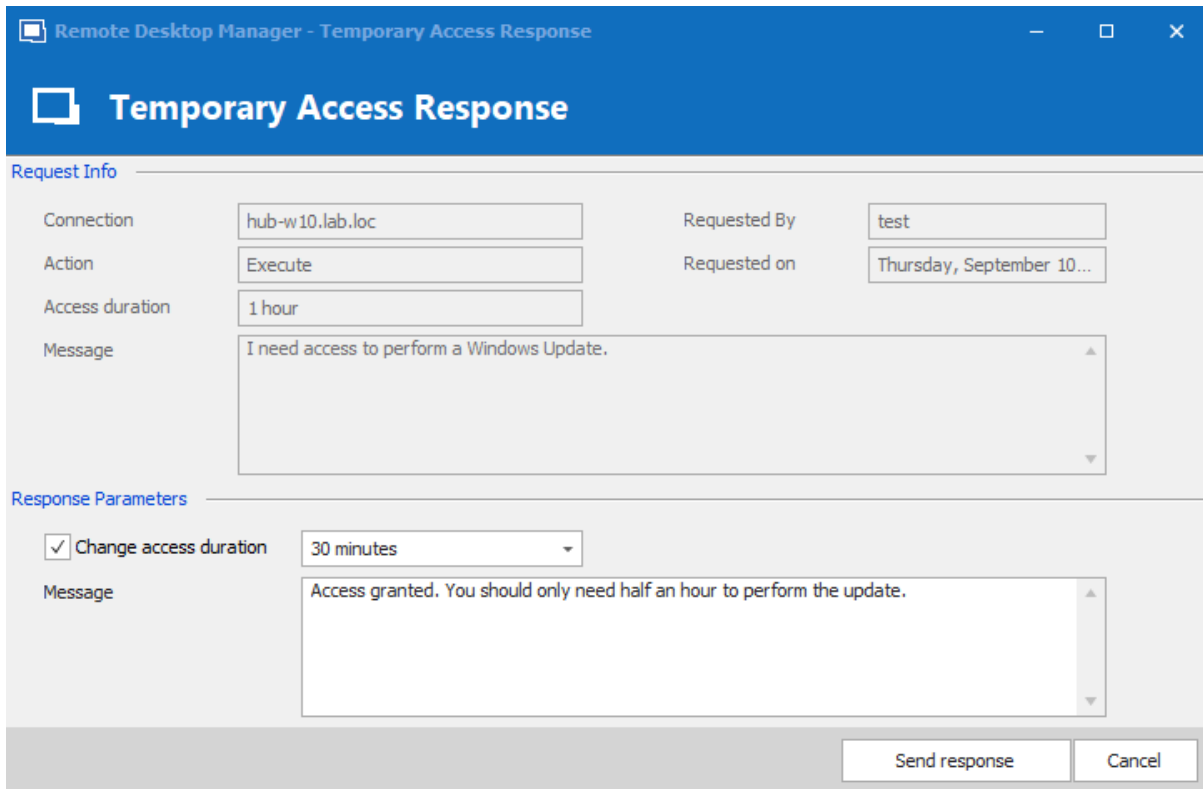 Remote Desktop Manager - Temporary Access Response
Temporary Access Response
Request Info
Connection hub-w10.lab.loc Requested By test
Action Execute Requested on Thursday, September 10...
Access duration 1 hour
Message I need access to perform a Windows Update.
Response Parameters
Change access duration 30 minutes
Message Access granted. You should only need half an hour to perform the update.
Send response Cancel